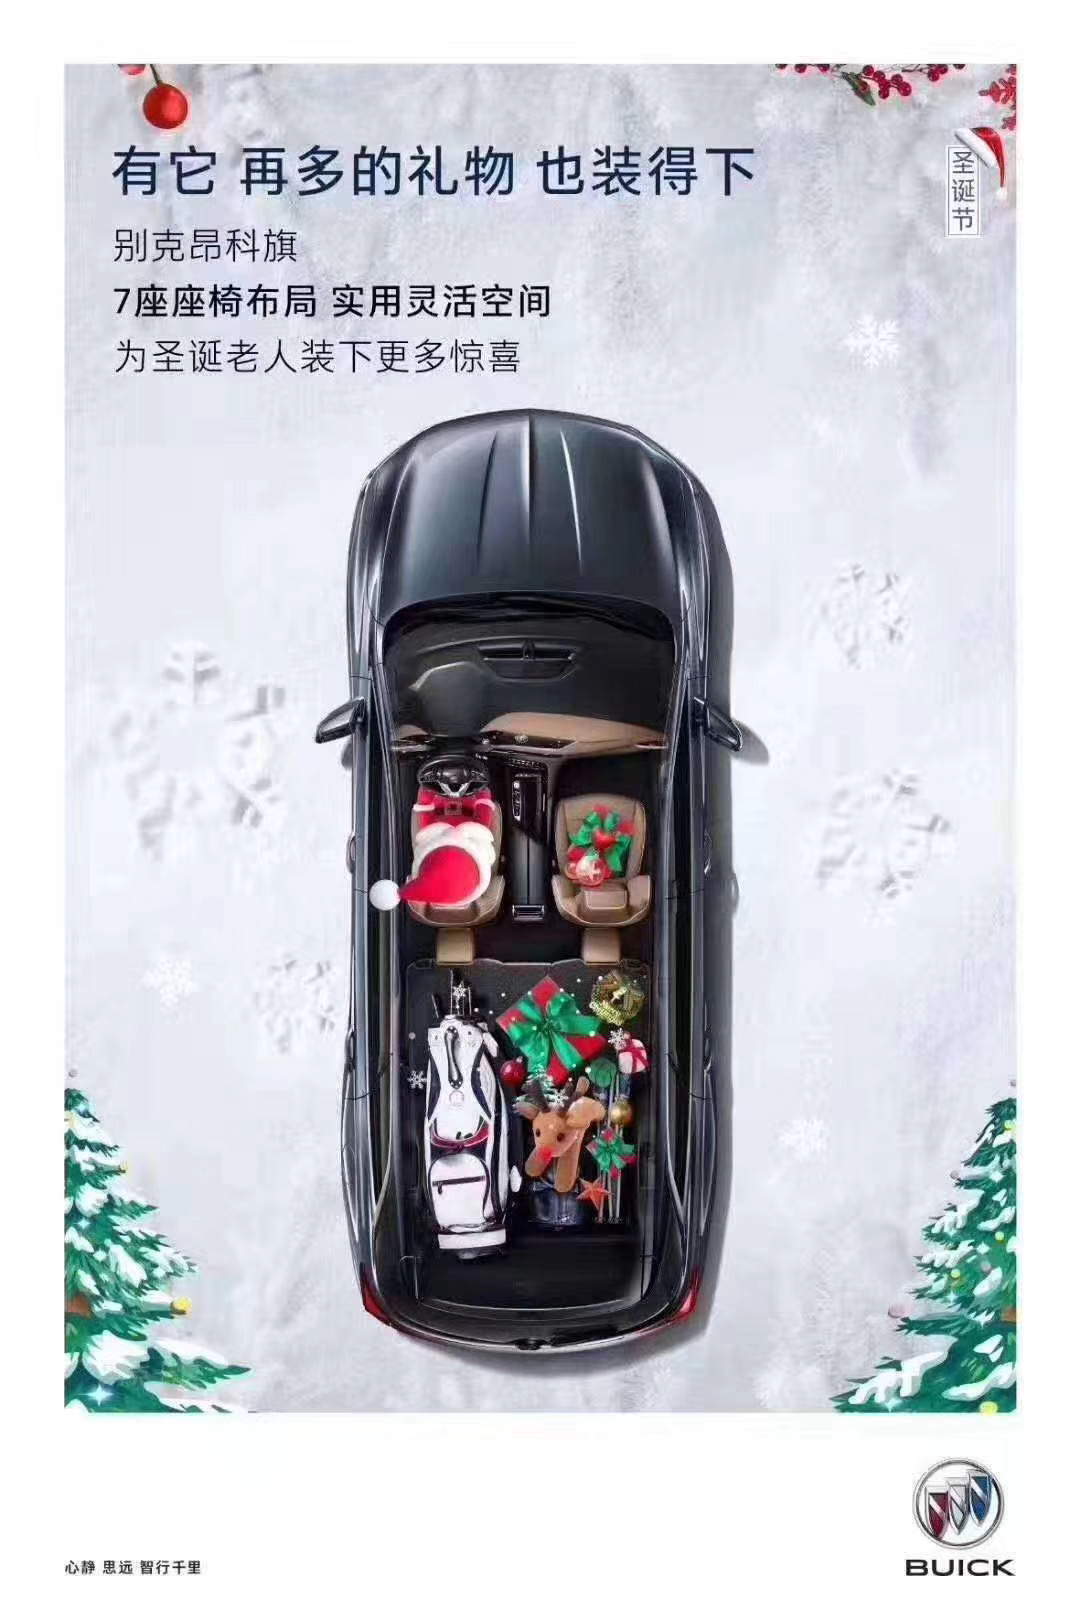 有它 再多的礼物 也装得下
圣诞节
别克昂科旗
7座座椅布局 实用灵活空间
为圣诞老人装下更多惊喜
心静 思远 智行千里
BUICK